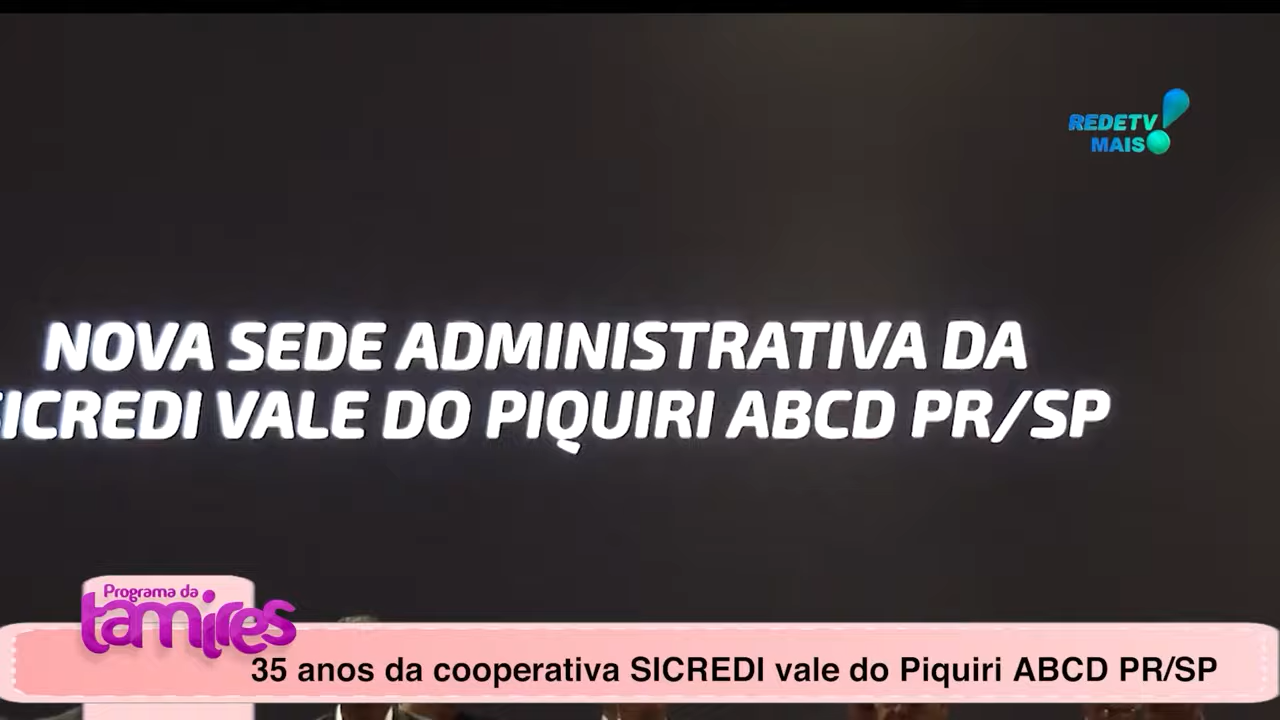 REDETV!
MAIS
NOVA SEDE ADMINISTRATIVA DA
SICREDI VALE DO PIQUIRI ABCD PR/SP
Programa da
tamires
35 anos da cooperativa SICREDI vale do Piquiri ABCD PR/SP